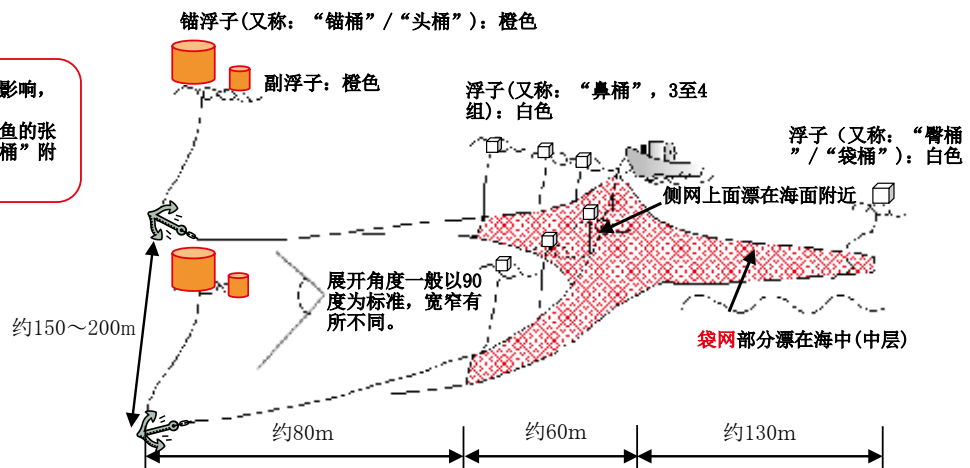 锚浮子(又称：“锚桶”/“头桶”)：橙色
影响，
鱼的张
桶”附
副浮子：橙色
浮子(又称：“鼻桶”，3至4
组)：白色
浮子（又称：“臀桶
”/“袋桶”)：白色
侧网上面漂在海面附近
展开角度一般以90
度为标准，宽窄有
所不同。
约150～200m
袋网部分漂在海中(中层)
约80m
约60m
约130m